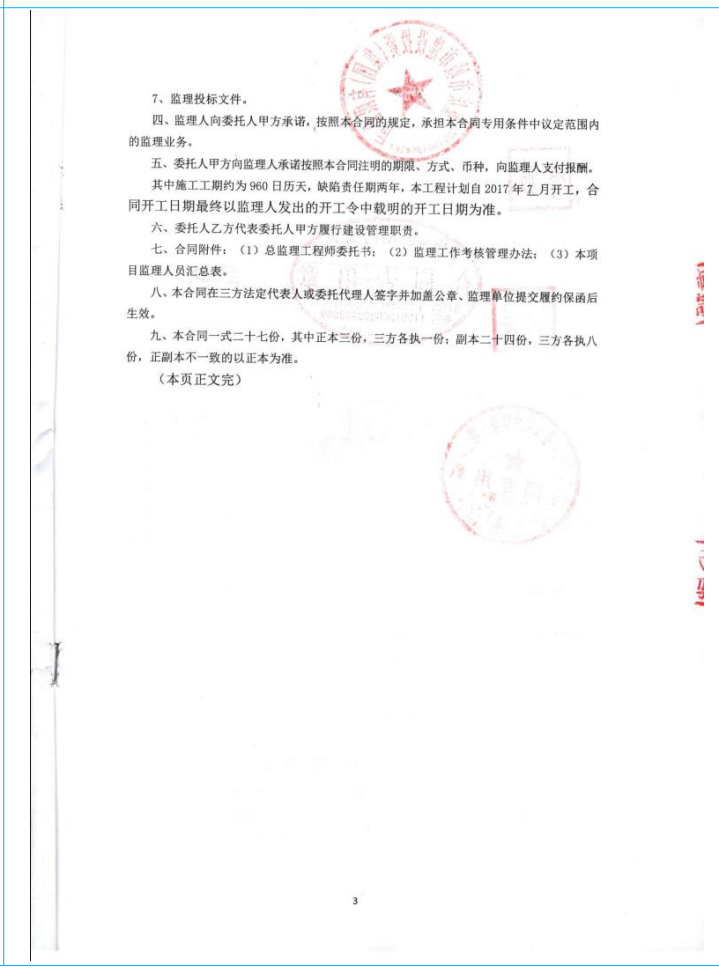 7、监理投标文件。
四、监理人向委托人甲方承诺，按照本合同的规定，承担本合同专用条件中议定范围内
的监理业务。
五、委托人甲方向监理人承诺按照本合同注明的期限、方式、币种，向监理人支付报酬。
其中施工工期约为 960 日历天，缺陷责任期两年，本工程计划自 2017 年 7 月开工，合
同开工日期最终以监理人发出的开工令中载明的开工日期为准。
六、委托人乙方代表委托人甲方履行建设管理职责。
七、合同附件：（1）总监理工程师委托书；（2）监理工作考核管理办法；（3）本项
目监理人员汇总表。
八、本合同在三方法定代表人或委托代理人签字并加盖公章、监理单位提交履约保函后
生效。
九、本合同一式二十七份，其中正本三份，三方各执一份；副本二十四份，三方各执八
份，正副本不一致的以正本为准。
（本页正文完）
3